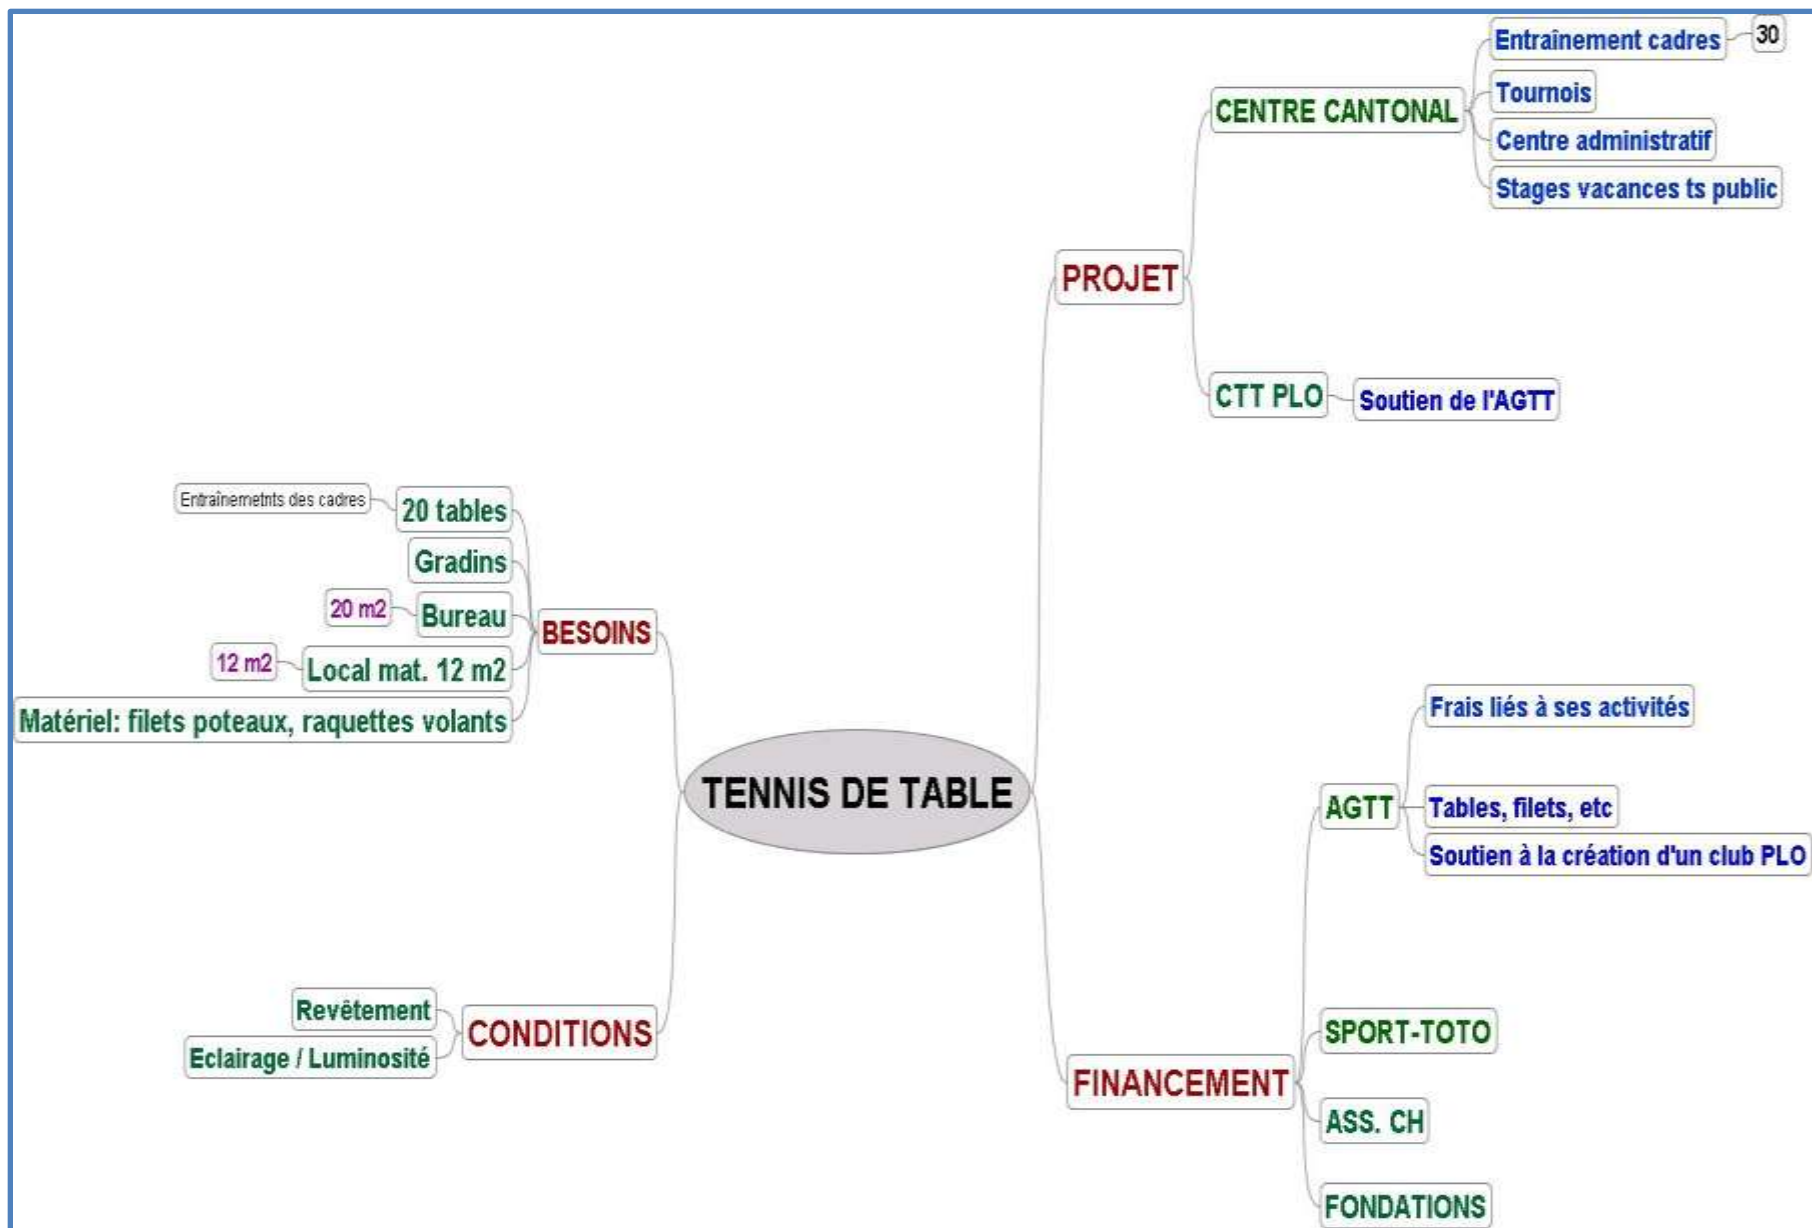 TENNIS DE TABLE
PROJET
CENTRE CANTONAL
Entraînement cadres
30
Tournois
Centre administratif
Stages vacances ts public
CTT PLO
Soutien de l'AGTT
BESOINS
20 tables
Entraînemetnts des cadres
Gradins
Bureau
20 m2
Local mat. 12 m2
12 m2
Matériel: filets poteaux, raquettes volants
CONDITIONS
Revêtement
Eclairage / Luminosité
FINANCEMENT
AGTT
Frais liés à ses activités
Tables, filets, etc
Soutien à la création d'un club PLO
SPORT-TOTO
ASS. CH
FONDATIONS